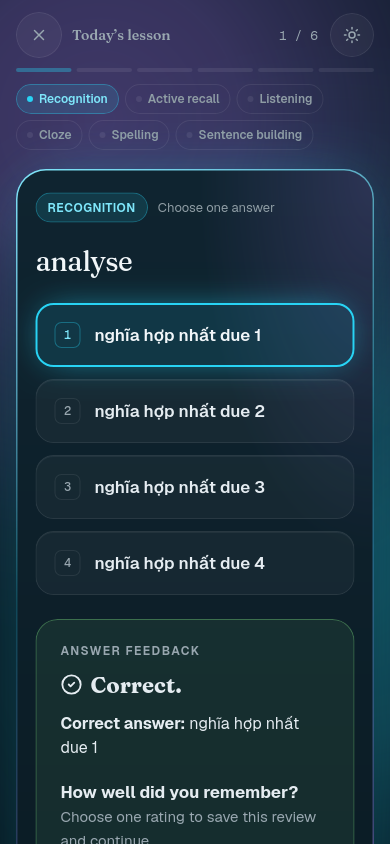 Today's lesson
1 / 6
Recognition
Active recall
Listening
Cloze
Spelling
Sentence building
RECOGNITION
Choose one answer
analyse
1
nghĩa hợp nhất due 1
2
nghĩa hợp nhất due 2
3
nghĩa hợp nhất due 3
4
nghĩa hợp nhất due 4
ANSWER FEEDBACK
Correct.
Correct answer: nghĩa hợp nhất
due 1
How well did you remember?
Choose one rating to save this review
and continue